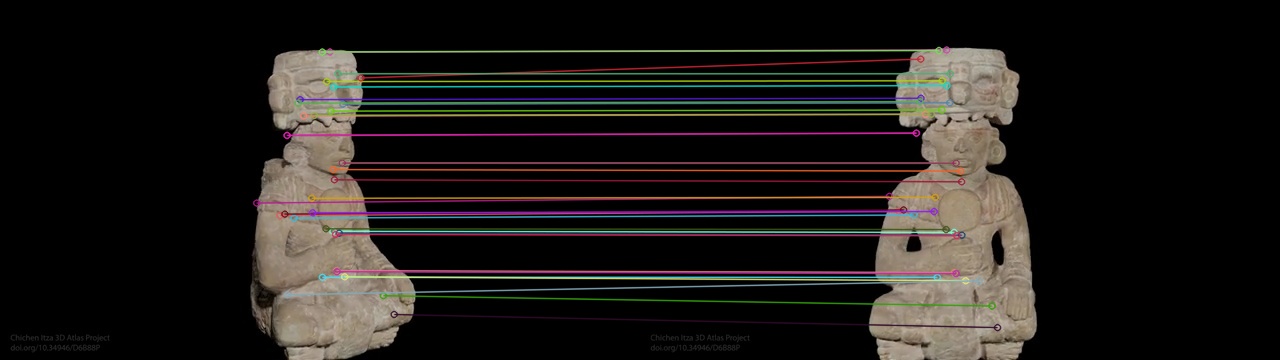 Chichen Itza 3D Atlas Project
doi.org/10.34946/D6B88P
Chichen Itza 3D Atlas Project
doi.org/10.34946/D6B88P